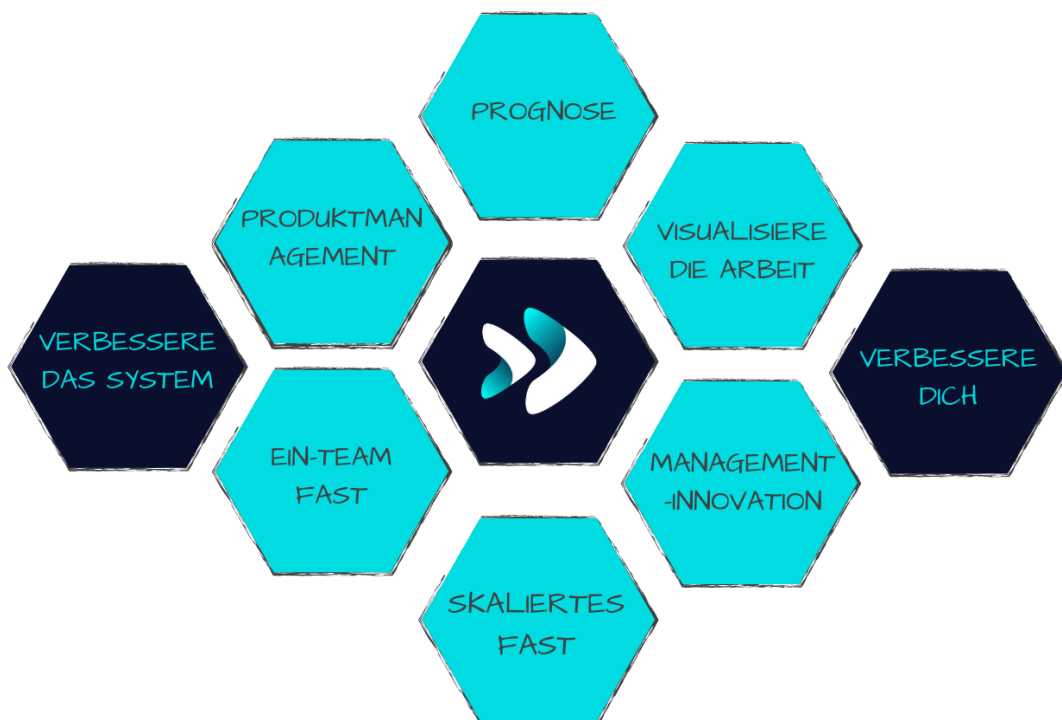 PROGNOSE
PRODUKTMAN
AGEMENT
VISUALISIERE
DIE ARBEIT
VERBESSERE
DAS SYSTEM
VERBESSERE
DICH
EIN-TEAM
FAST
MANAGEMENT
-INNOVATION
SKALIERTES
FAST